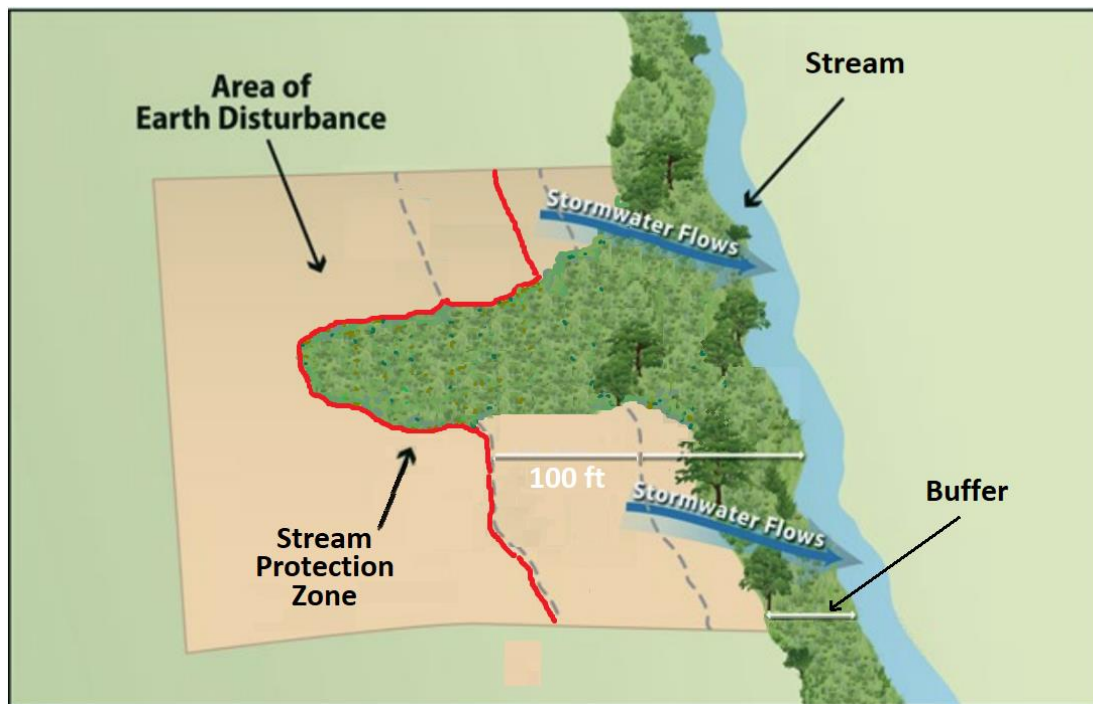 Area of
Earth Disturbance
Stream
Stormwater Flows
100 ft
Stormwater Flows
Buffer
Stream
Protection
Zone